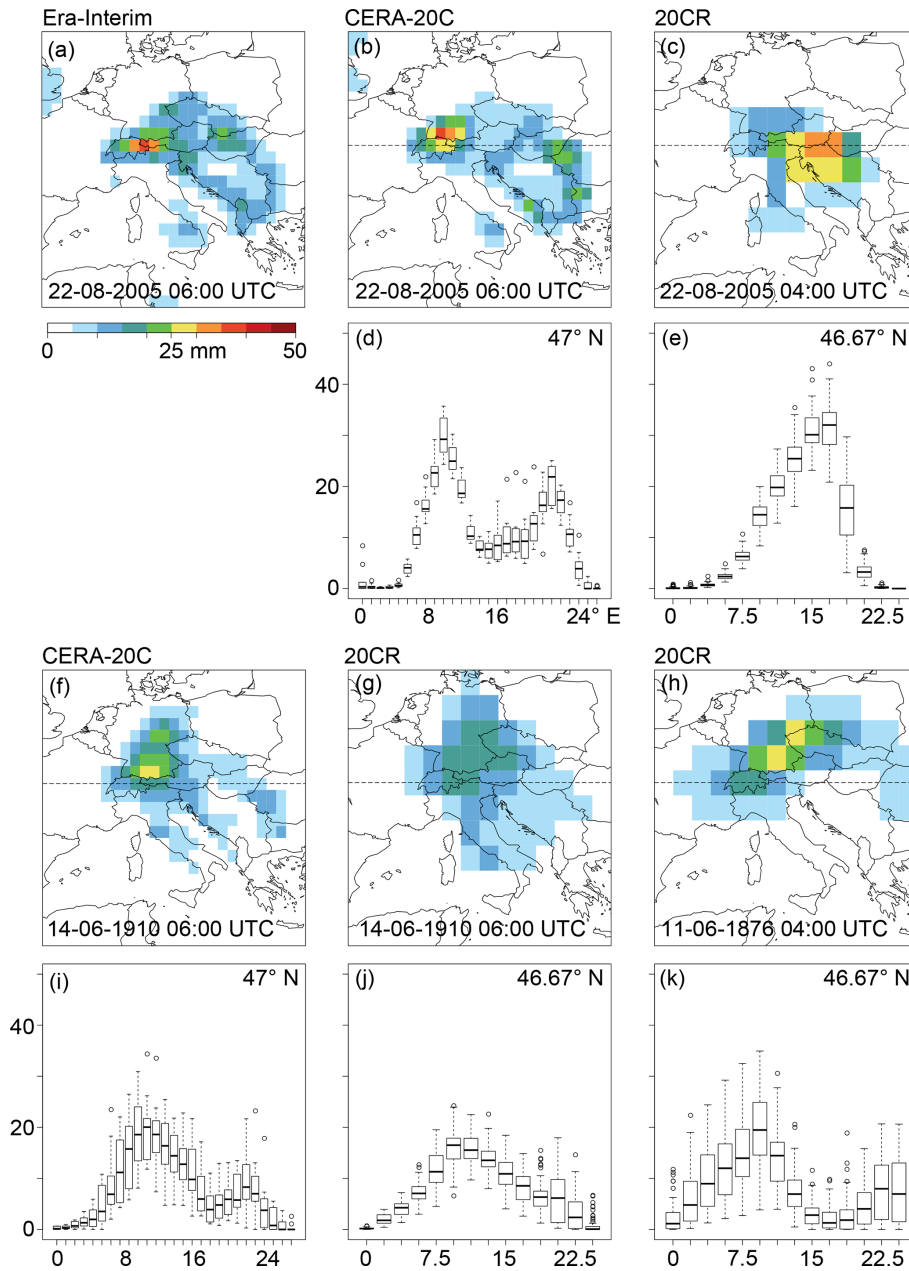 Era-Interim
CERA-20C
20CR
(a)
(b)
(c)
22-08-2005 06:00 UTC
22-08-2005 06:00 UTC
22-08-2005 04:00 UTC
0
25 mm
50
(d)
47° N
(e)
46.67° N
40
20
0
0
8
16
24° E
0
7.5
15
22.5
CERA-20C
20CR
20CR
(f)
(g)
(h)
14-06-1910 06:00 UTC
14-06-1910 06:00 UTC
11-06-1876 04:00 UTC
(i)
47° N
(j)
46.67° N
(k)
46.67° N
40
20
0
0
8
16
24
0
7.5
15
22.5
0
7.5
15
22.5